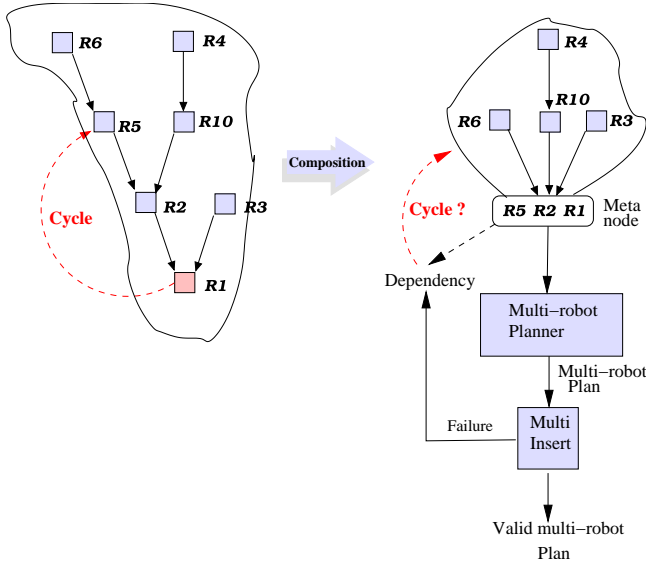 R6
R4
R5
R10
R2
R3
Cycle
R1
Composition
R4
R10
R6
R3
Cycle ?
R5 R2 R1
Meta
node
Dependency
Multi−robot
Planner
Multi−robot
Plan
Failure
Multi
Insert
Valid multi−robot
Plan